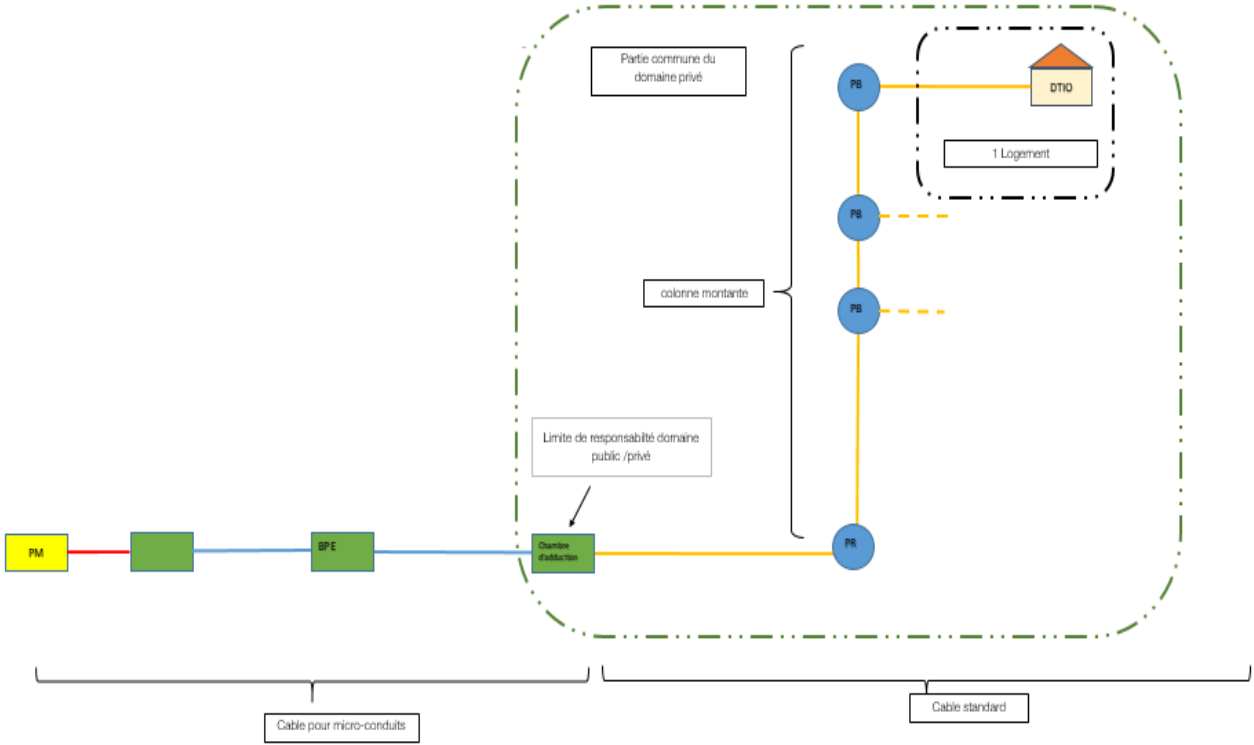 Partie commune du
domaine privé
PB
DTIO
1 Logement
PB
colonne montante
PB
Limite de responsabilté domaine
public /privé
PM
BPE
Chambre
d'adduction
PR
Cable pour micro-conduits
Cable standard